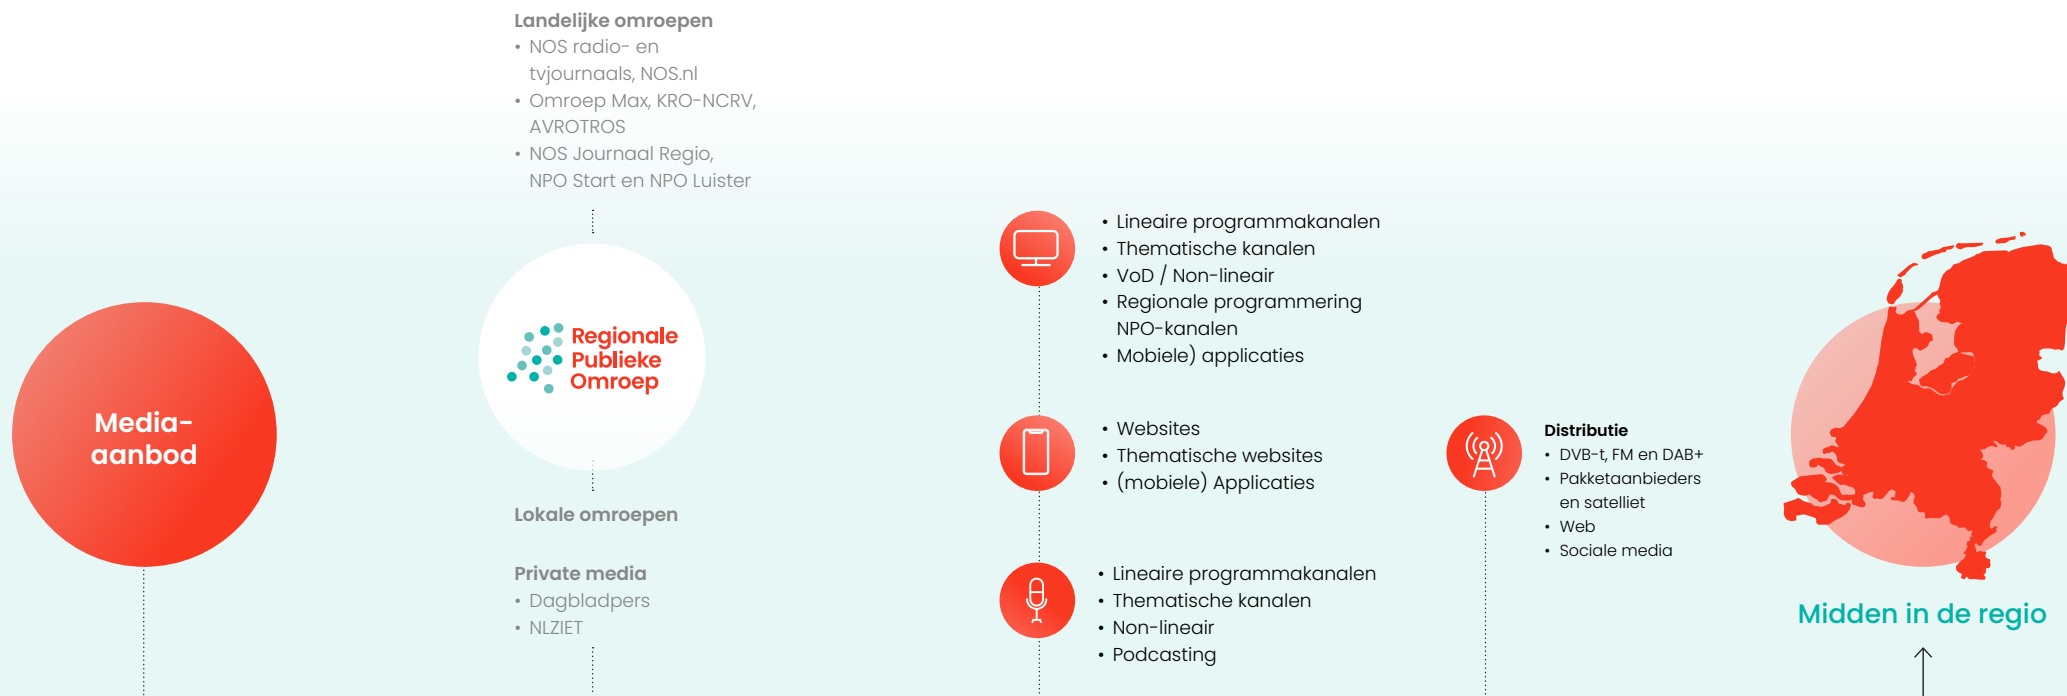 Landelijke omroepen
• NOS radio- en
tvjournaals, NOS.nl
• Omroep Max, KRO-NCRV,
AVROTROS
• NOS Journaal Regio,
NPO Start en NPO Luister
Media-
aanbod
Regionale
Publieke
Omroep
Lokale omroepen
Private media
• Dagbladpers
• NLZIET
• Lineaire programmakanalen
• Thematische kanalen
• VoD / Non-lineair
• Regionale programmering
NPO-kanalen
• Mobiele) applicaties
• Websites
• Thematische websites
• (mobiele) Applicaties
• Lineaire programmakanalen
• Thematische kanalen
• Non-lineair
• Podcasting
Distributie
• DVB-t, FM en DAB+
• Pakketaanbieders
en satelliet
• Web
• Sociale media
Midden in de regio